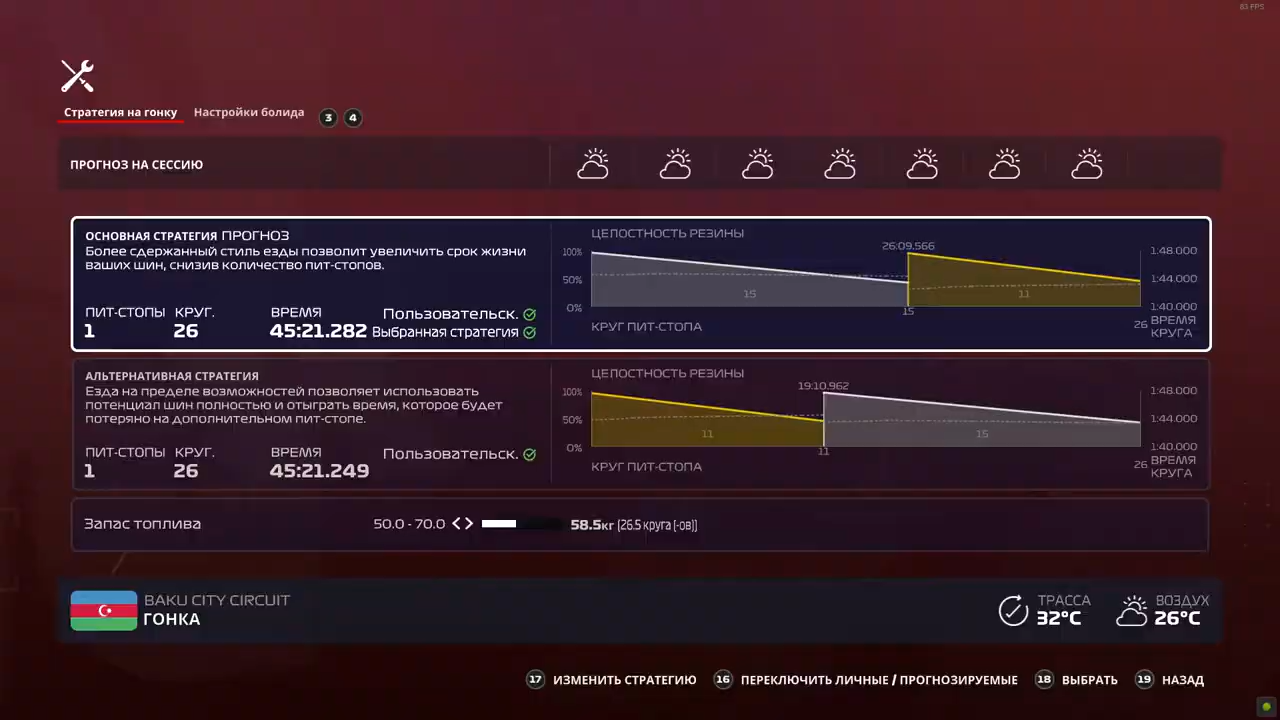 83 FPS
Стратегия на гонку Настройки болида 3 4
ПРОГНОЗ НА СЕССИЮ
ОСНОВНАЯ СТРАТЕГИЯ ПРОГНОЗ
Более сдержанный стиль езды позволит увеличить срок жизни
ваших шин, снизив количество пит-стопов.
ПИТ-СТОПЫ КРУГ. ВРЕМЯ Пользовательск.
1 26 45:21.282 Выбранная стратегия
ЦЕЛОСТНОСТЬ РЕЗИНЫ
26:09.566
100% 1:48.000
50% 1:44.000
15 11
0% 1:40.000
15
КРУГ ПИТ-СТОПА 26 ВРЕМЯ
КРУГА
АЛЬТЕРНАТИВНАЯ СТРАТЕГИЯ
Езда на пределе возможностей позволяет использовать
потенциал шин полностью и отыграть время, которое будет
потеряно на дополнительном пит-стопе.
ПИТ-СТОПЫ КРУГ. ВРЕМЯ Пользовательск.
1 26 45:21.249
ЦЕЛОСТНОСТЬ РЕЗИНЫ
19:10.962
100% 1:48.000
50% 1:44.000
11 15
0% 1:40.000
11
КРУГ ПИТ-СТОПА 26 ВРЕМЯ
КРУГА
Запас топлива 50.0 - 70.0 58.5кг (26.5 круга [-ов])
BAKU CITY CIRCUIT
ГОНКА
ТРАССА
32°C
ВОЗДУХ
26°C
17 ИЗМЕНИТЬ СТРАТЕГИЮ 16 ПЕРЕКЛЮЧИТЬ ЛИЧНЫЕ / ПРОГНОЗИРУЕМЫЕ 18 ВЫБРАТЬ 19 НАЗАД